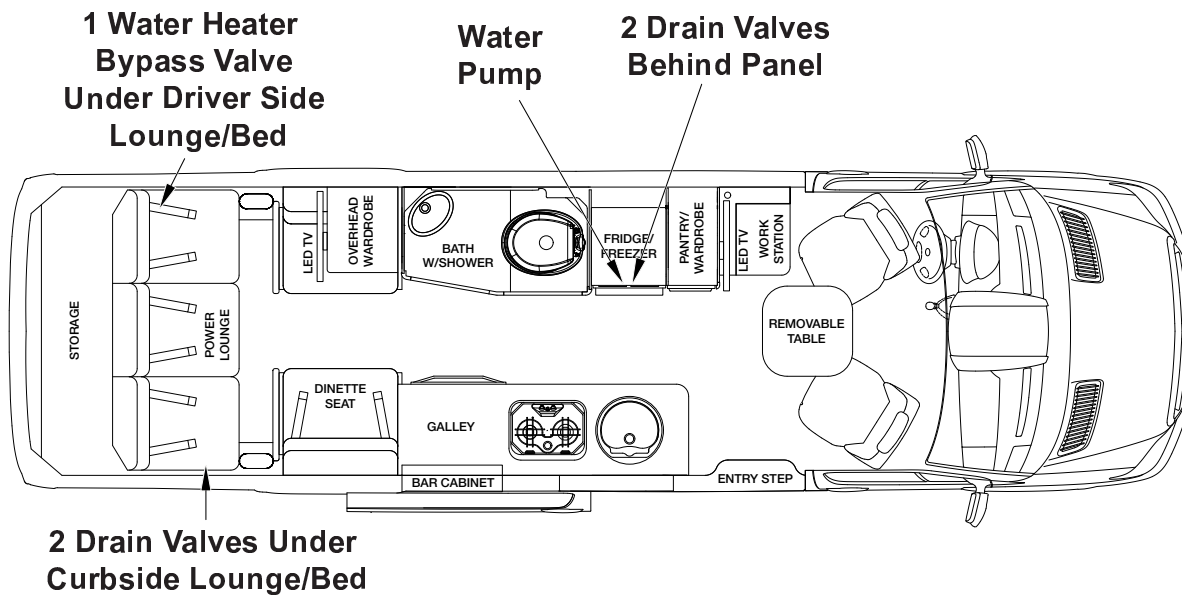 1 Water Heater
Bypass Valve
Under Driver Side
Lounge/Bed
Water
Pump
2 Drain Valves
Behind Panel
STORAGE
POWER
LOUNGE
LED TV
OVERHEAD
WARDROBE
BATH
W/SHOWER
FRIDGE/
FREEZER
PANTRY/
WARDROBE
LED TV
WORK
STATION
REMOVABLE
TABLE
DINETTE
SEAT
GALLEY
BAR CABINET
ENTRY STEP
2 Drain Valves Under
Curbside Lounge/Bed